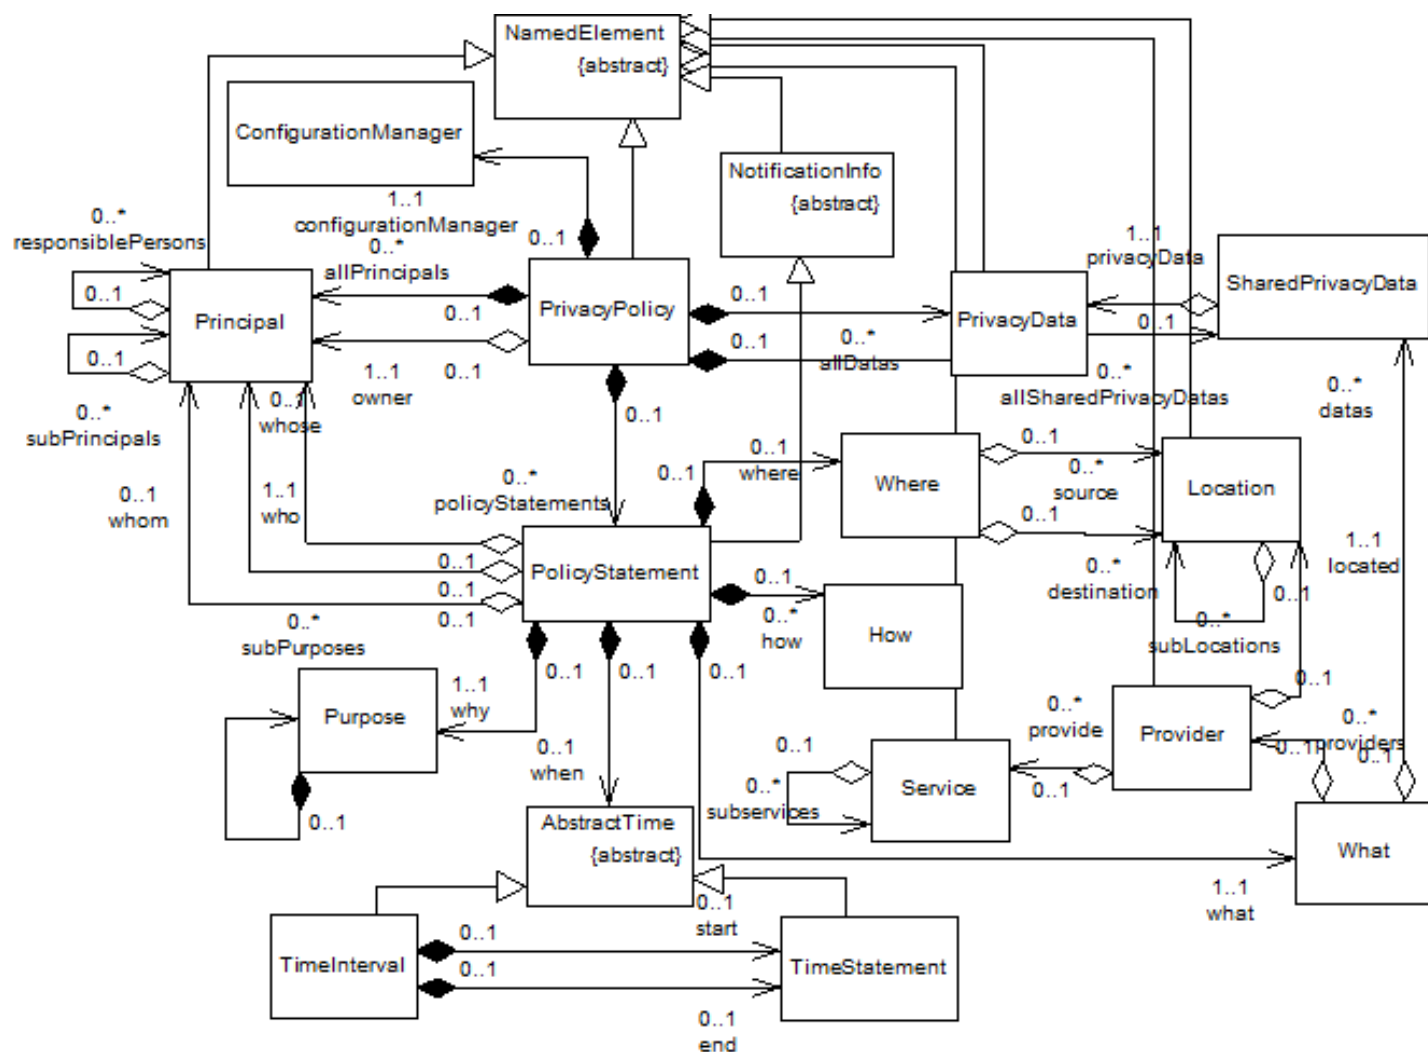 NamedElement
{abstract}
ConfigurationManager
NotificationInfo
{abstract}
1..1
configurationManager
0..1
0..*
responsiblePersons
0..*
allPrincipals
1..1
privacyData
SharedPrivacyData
0..1
Principal
0..1
PrivacyPolicy
0..1
PrivacyData
0..1
0..1
0..1
0..1
0..*
allDatas
1..1
owner
0..*
allSharedPrivacyDatas
0..*
subPrincipals
0..1
whose
0..1
0..*
datas
0..1
whom
1..1
who
0..*
policyStatements
0..1
0..1
where
Where
0..1
0..*
source
Location
0..1
0..1
0..1
0..1
PolicyStatement
0..1
0..*
how
How
0..*
destination
0..1
1..1
located
0..*
subPurposes
0..*
subLocations
0..1
0..1
0..1
0..1
Purpose
1..1
why
0..*
provide
Provider
0..*
providers
0..1
0..1
0..1
0..1
0..1
when
0..1
0..*
subservices
Service
0..1
AbstractTime
{abstract}
What
0..1
start
1..1
what
TimeInterval
0..1
0..1
TimeStatement
0..1
end